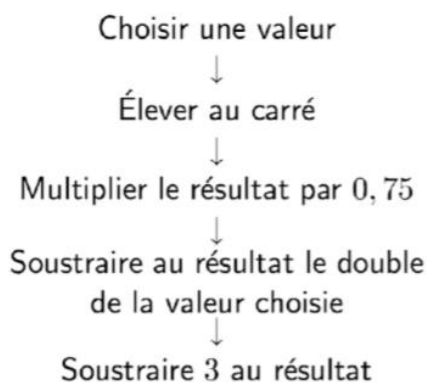 Choisir une valeur
↓
Élever au carré
↓
Multiplier le résultat par 0, 75
↓
Soustraire au résultat le double
de la valeur choisie
↓
Soustraire 3 au résultat